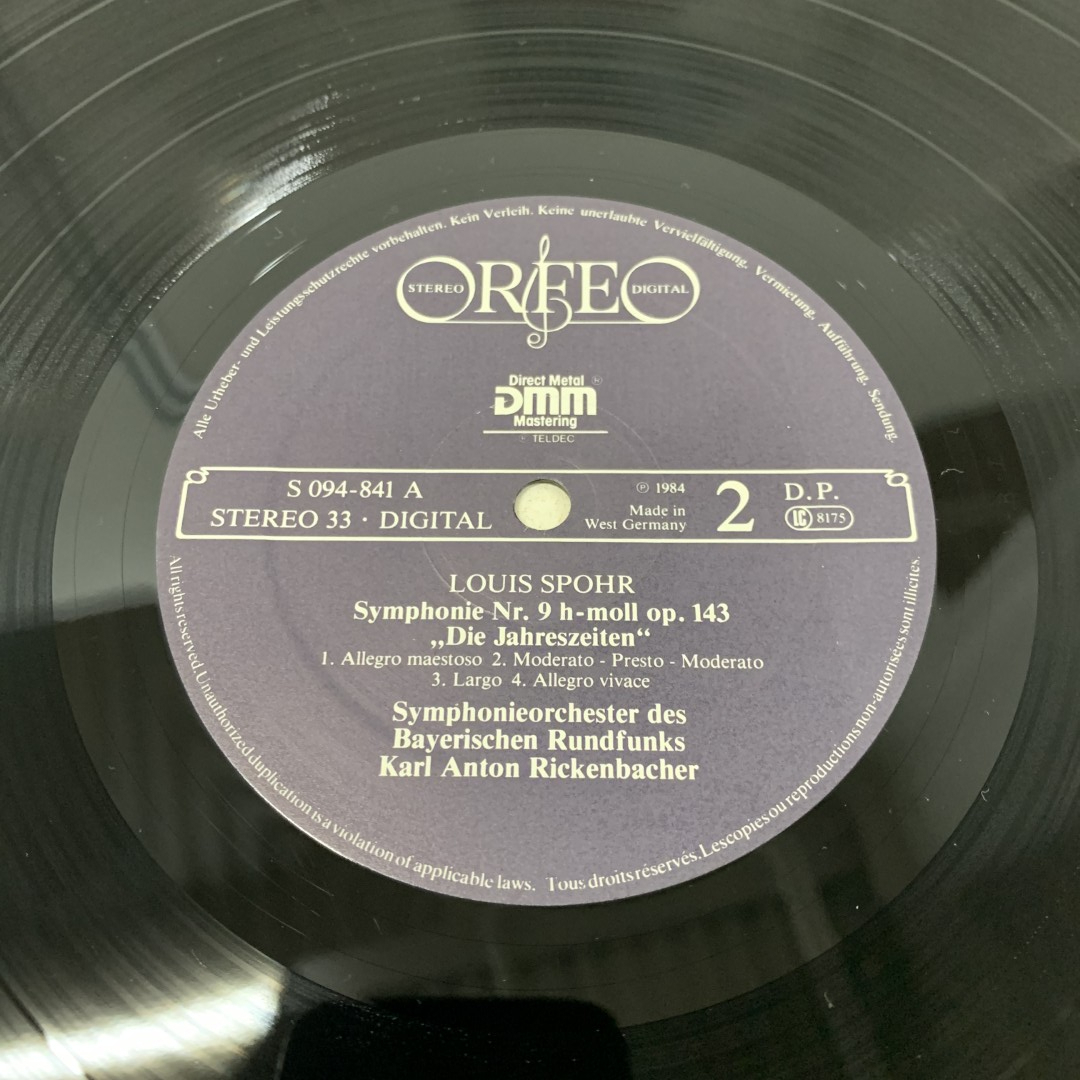 Alle Urheber- und Leistungsschutzrechte vorbehalten. Kein Verleih. Keine unerlaubte Vervielfältigung, Vermietung, Aufführung, Sendung.
STEREO ORFEO DIGITAL
Direct Metal ®
DMM
Mastering
℗ TELDEC
S 094-841 A
STEREO 33 · DIGITAL
℗ 1984
Made in
West Germany
2
D.P.
LC 8175
LOUIS SPOHR
Symphonie Nr. 9 h-moll op. 143
„Die Jahreszeiten“
1. Allegro maestoso 2. Moderato - Presto - Moderato
3. Largo 4. Allegro vivace
Symphonieorchester des
Bayerischen Rundfunks
Karl Anton Rickenbacher
All rights reserved. Unauthorized duplication is a violation of applicable laws. Tous droits réservés. Les copies ou reproductions non-autorisées sont illicites.